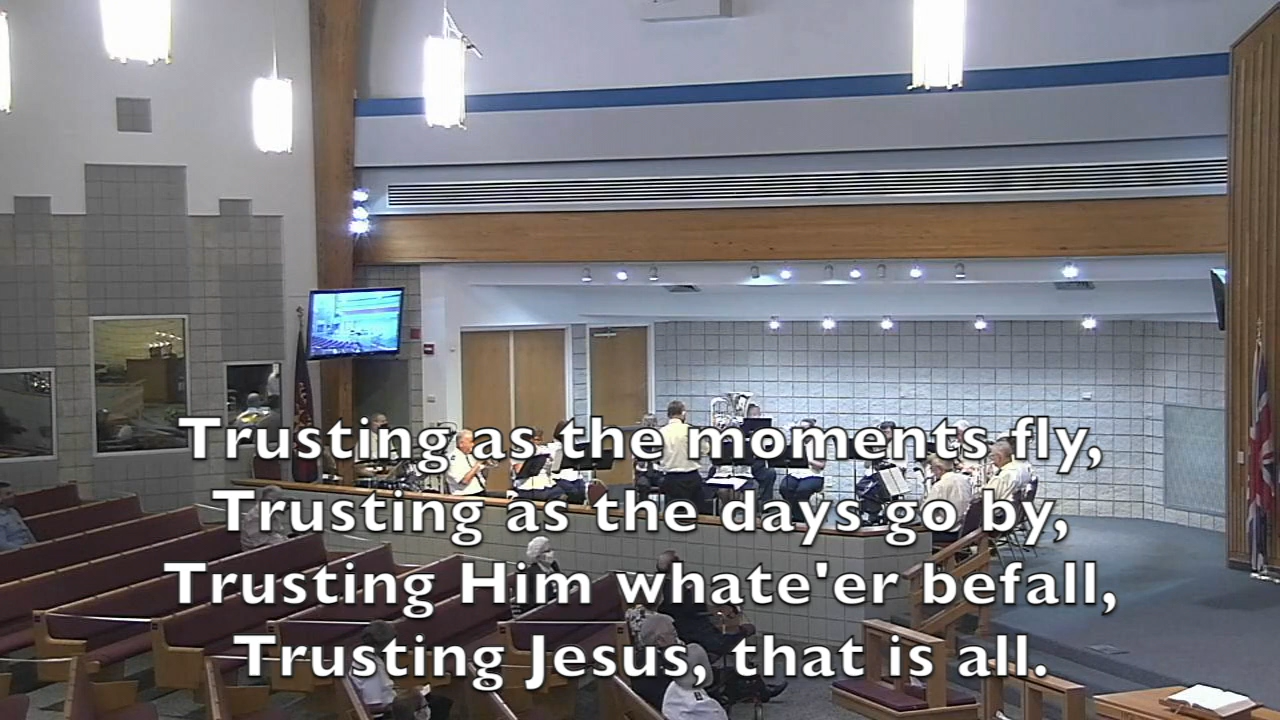 Trusting as the moments fly,
Trusting as the days go by,
Trusting Him whate'er befall,
Trusting Jesus, that is all.